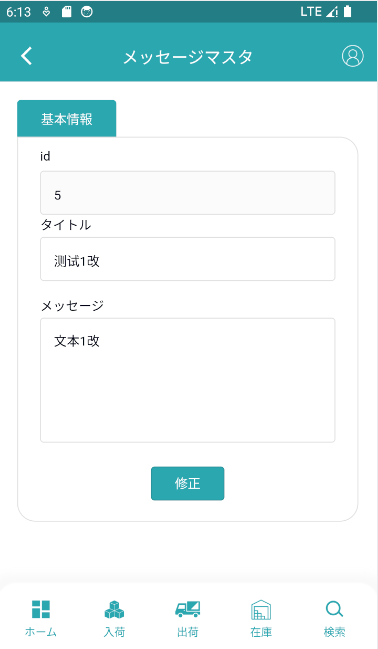 6:13
LTE
メッセージマスタ
基本情報
id
5
タイトル
测试1改
メッセージ
文本1改
修正
ホーム
入荷
出荷
在庫
検索